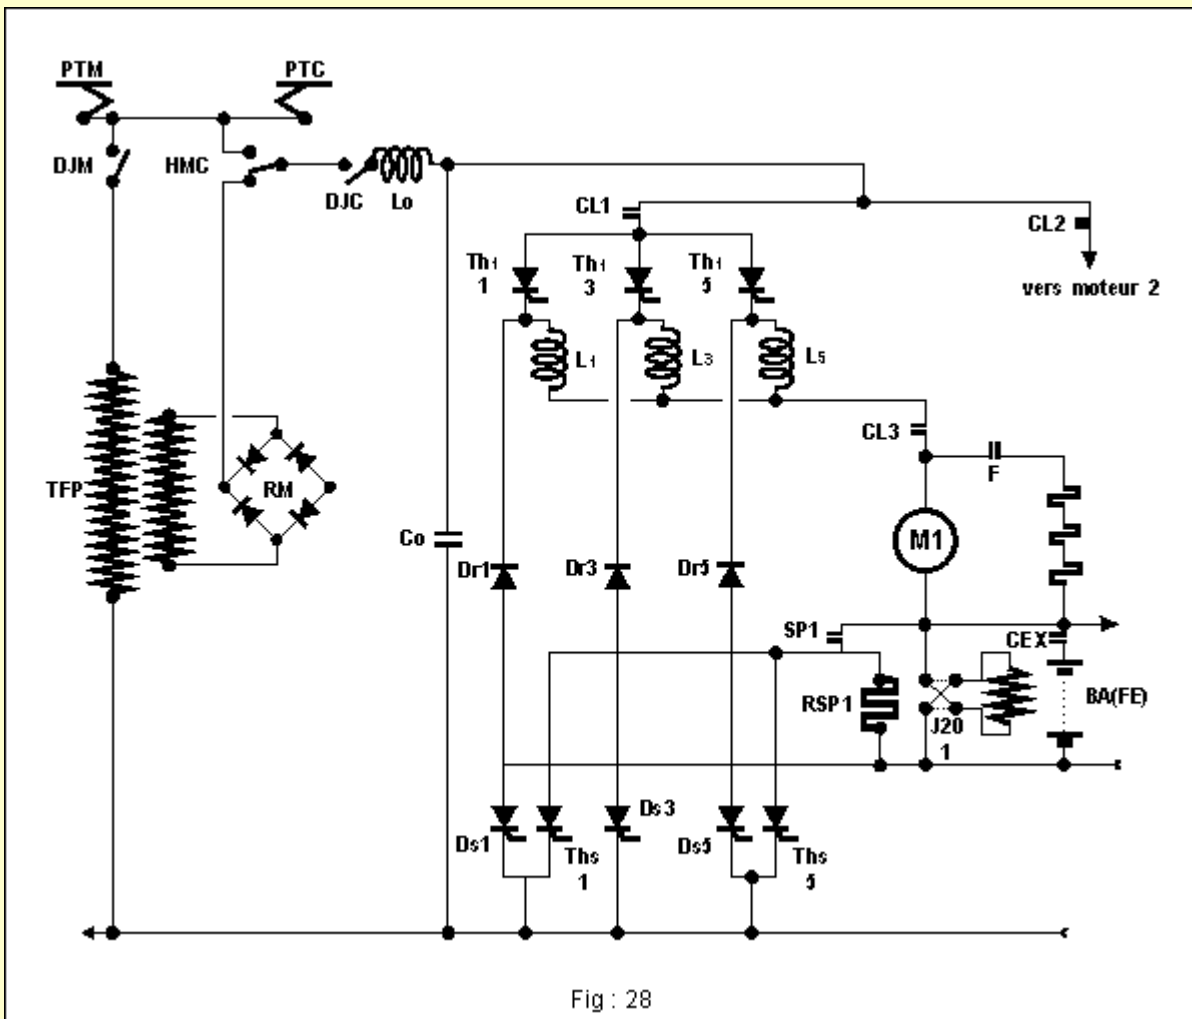 PTM
PTC
DJM
HMC
DJC
Lo
CL1
CL2
Th1
1
Th1
3
Th1
5
vers moteur 2
L1
L3
L5
CL3
F
TFP
RM
Co
M1
Dr1
Dr3
Dr5
SP1
CEX
RSP1
J20
1
BA(FE)
Ds1
Ths
1
Ds3
Ds5
Ths
5
Fig : 28